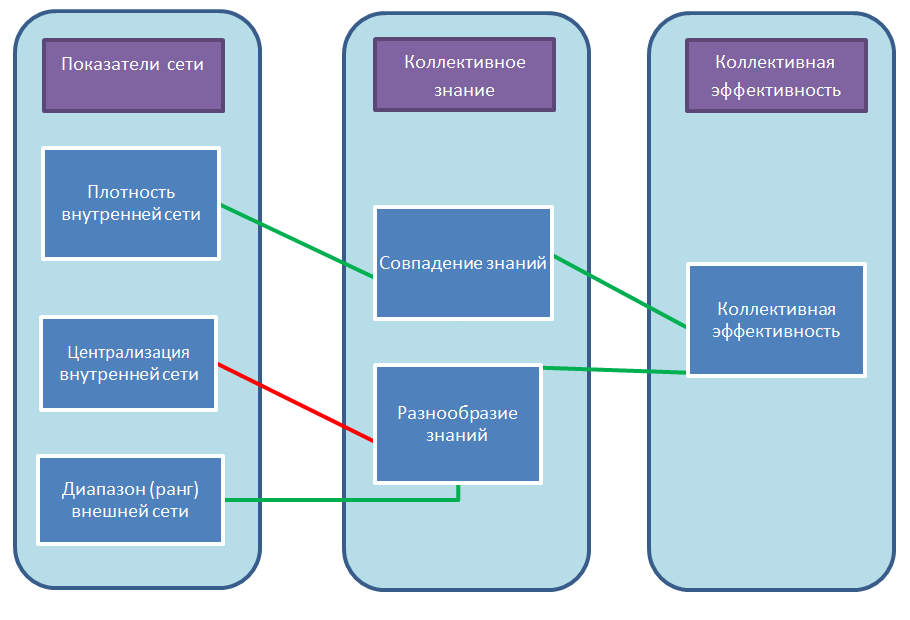 Показатели сети
Плотность
внутренней сети
Централизация
внутренней сети
Диапазон (ранг)
внешней сети
Коллективное
знание
Совпадение знаний
Разнообразие
знаний
Коллективная
эффективность
Коллективная
эффективность